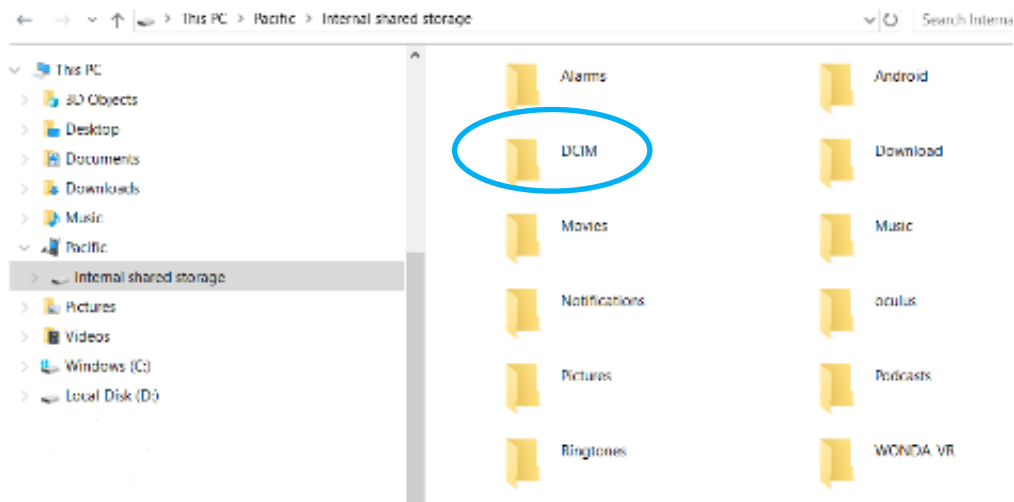 This PC > Pacific > Internal shared storage
Search Interna
This PC
3D Objects
Desktop
Documents
Downloads
Music
Pacific
Internal shared storage
Pictures
Videos
Windows (C:)
Local Disk (D:)
Alarms
Android
DCIM
Download
Movies
Music
Notifications
oculus
Pictures
Podcasts
Ringtones
WONDA VR